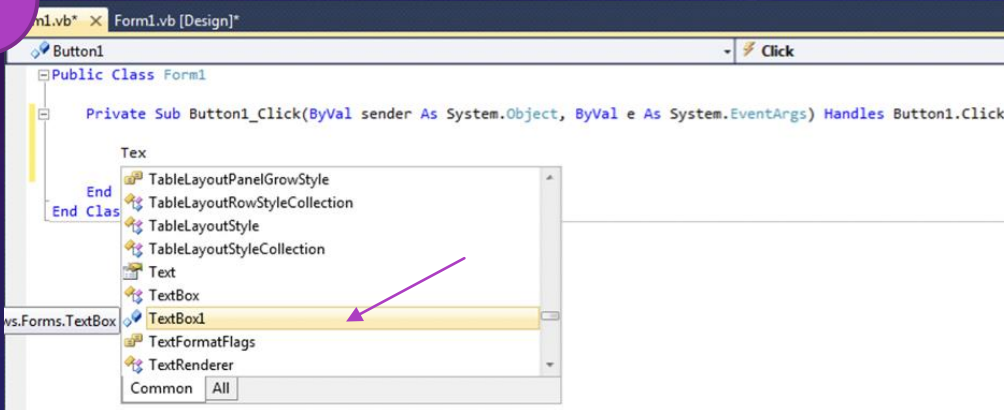 m1.vb* × Form1.vb [Design]*
Button1 Click
Public Class Form1
Private Sub Button1_Click(ByVal sender As System.Object, ByVal e As System.EventArgs) Handles Button1.Click
Tex
TableLayoutPanelGrowStyle
End
TableLayoutRowStyleCollection
End Clas
TableLayoutStyle
TableLayoutStyleCollection
Text
TextBox
ws.Forms.TextBox
TextBox1
TextFormatFlags
TextRenderer
Common All